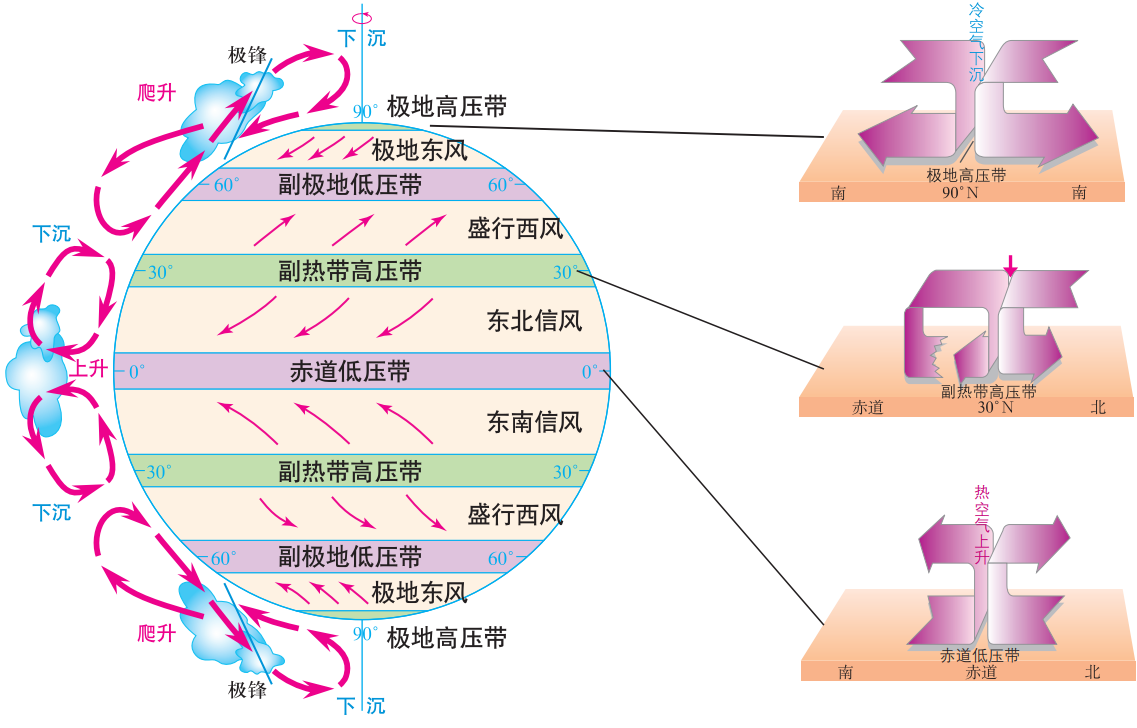 下沉
极锋
爬升
90°
极地高压带
极地东风
60°
副极地低压带
60°
盛行西风
下沉
30°
副热带高压带
30°
东北信风
上升
0°
赤道低压带
0°
东南信风
30°
副热带高压带
30°
下沉
盛行西风
60°
副极地低压带
60°
极地东风
爬升
90°
极地高压带
极锋
下沉
冷空气下沉
极地高压带
南
90°N
南
副热带高压带
赤道
30°N
北
热空气上升
赤道低压带
南
赤道
北